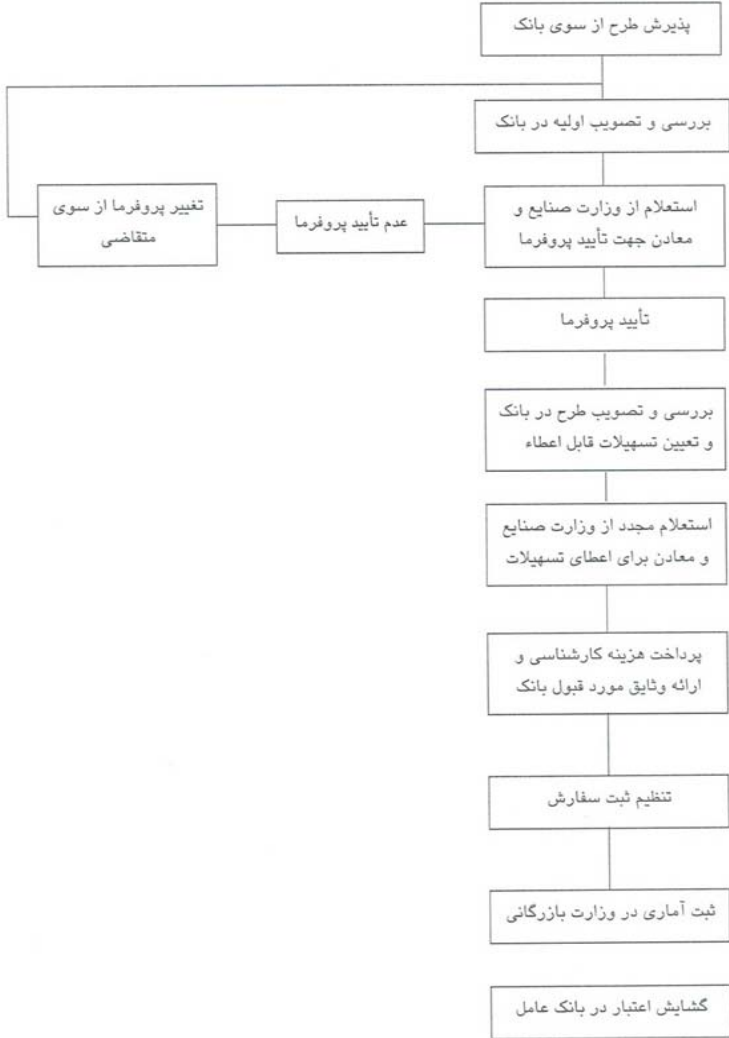 پذیرش طرح از سوی بانک
بررسی و تصویب اولیه در بانک
استعلام از وزارت صنایع و
معادن جهت تأیید پروفرما
عدم تأیید پروفرما
تغییر پروفرما از سوی
متقاضی
تأیید پروفرما
بررسی و تصویب طرح در بانک
و تعیین تسهیلات قابل اعطاء
استعلام مجدد از وزارت صنایع
و معادن برای اعطای تسهیلات
پرداخت هزینه کارشناسی و
ارائه وثایق مورد قبول بانک
تنظیم ثبت سفارش
ثبت آماری در وزارت بازرگانی
گشایش اعتبار در بانک عامل